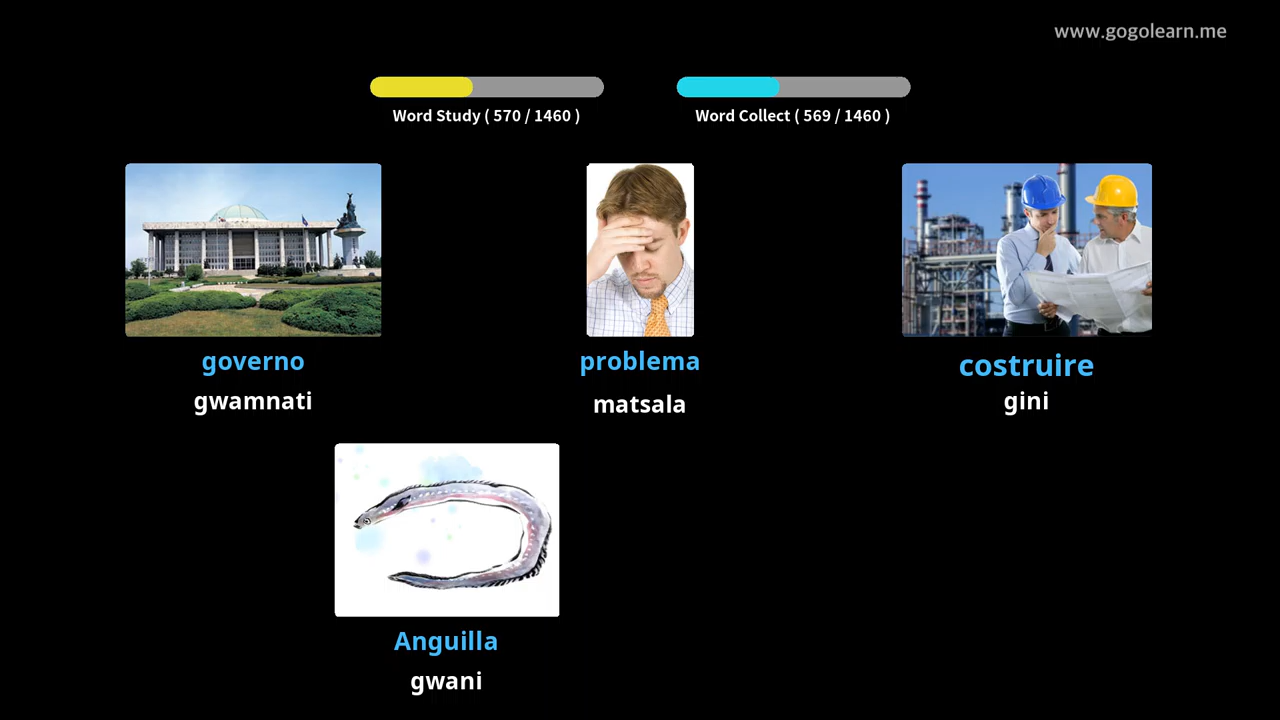 www.gogolearn.me
Word Study ( 570 / 1460 )
Word Collect ( 569 / 1460 )
governo
gwamnati
problema
matsala
costruire
gini
Anguilla
gwani